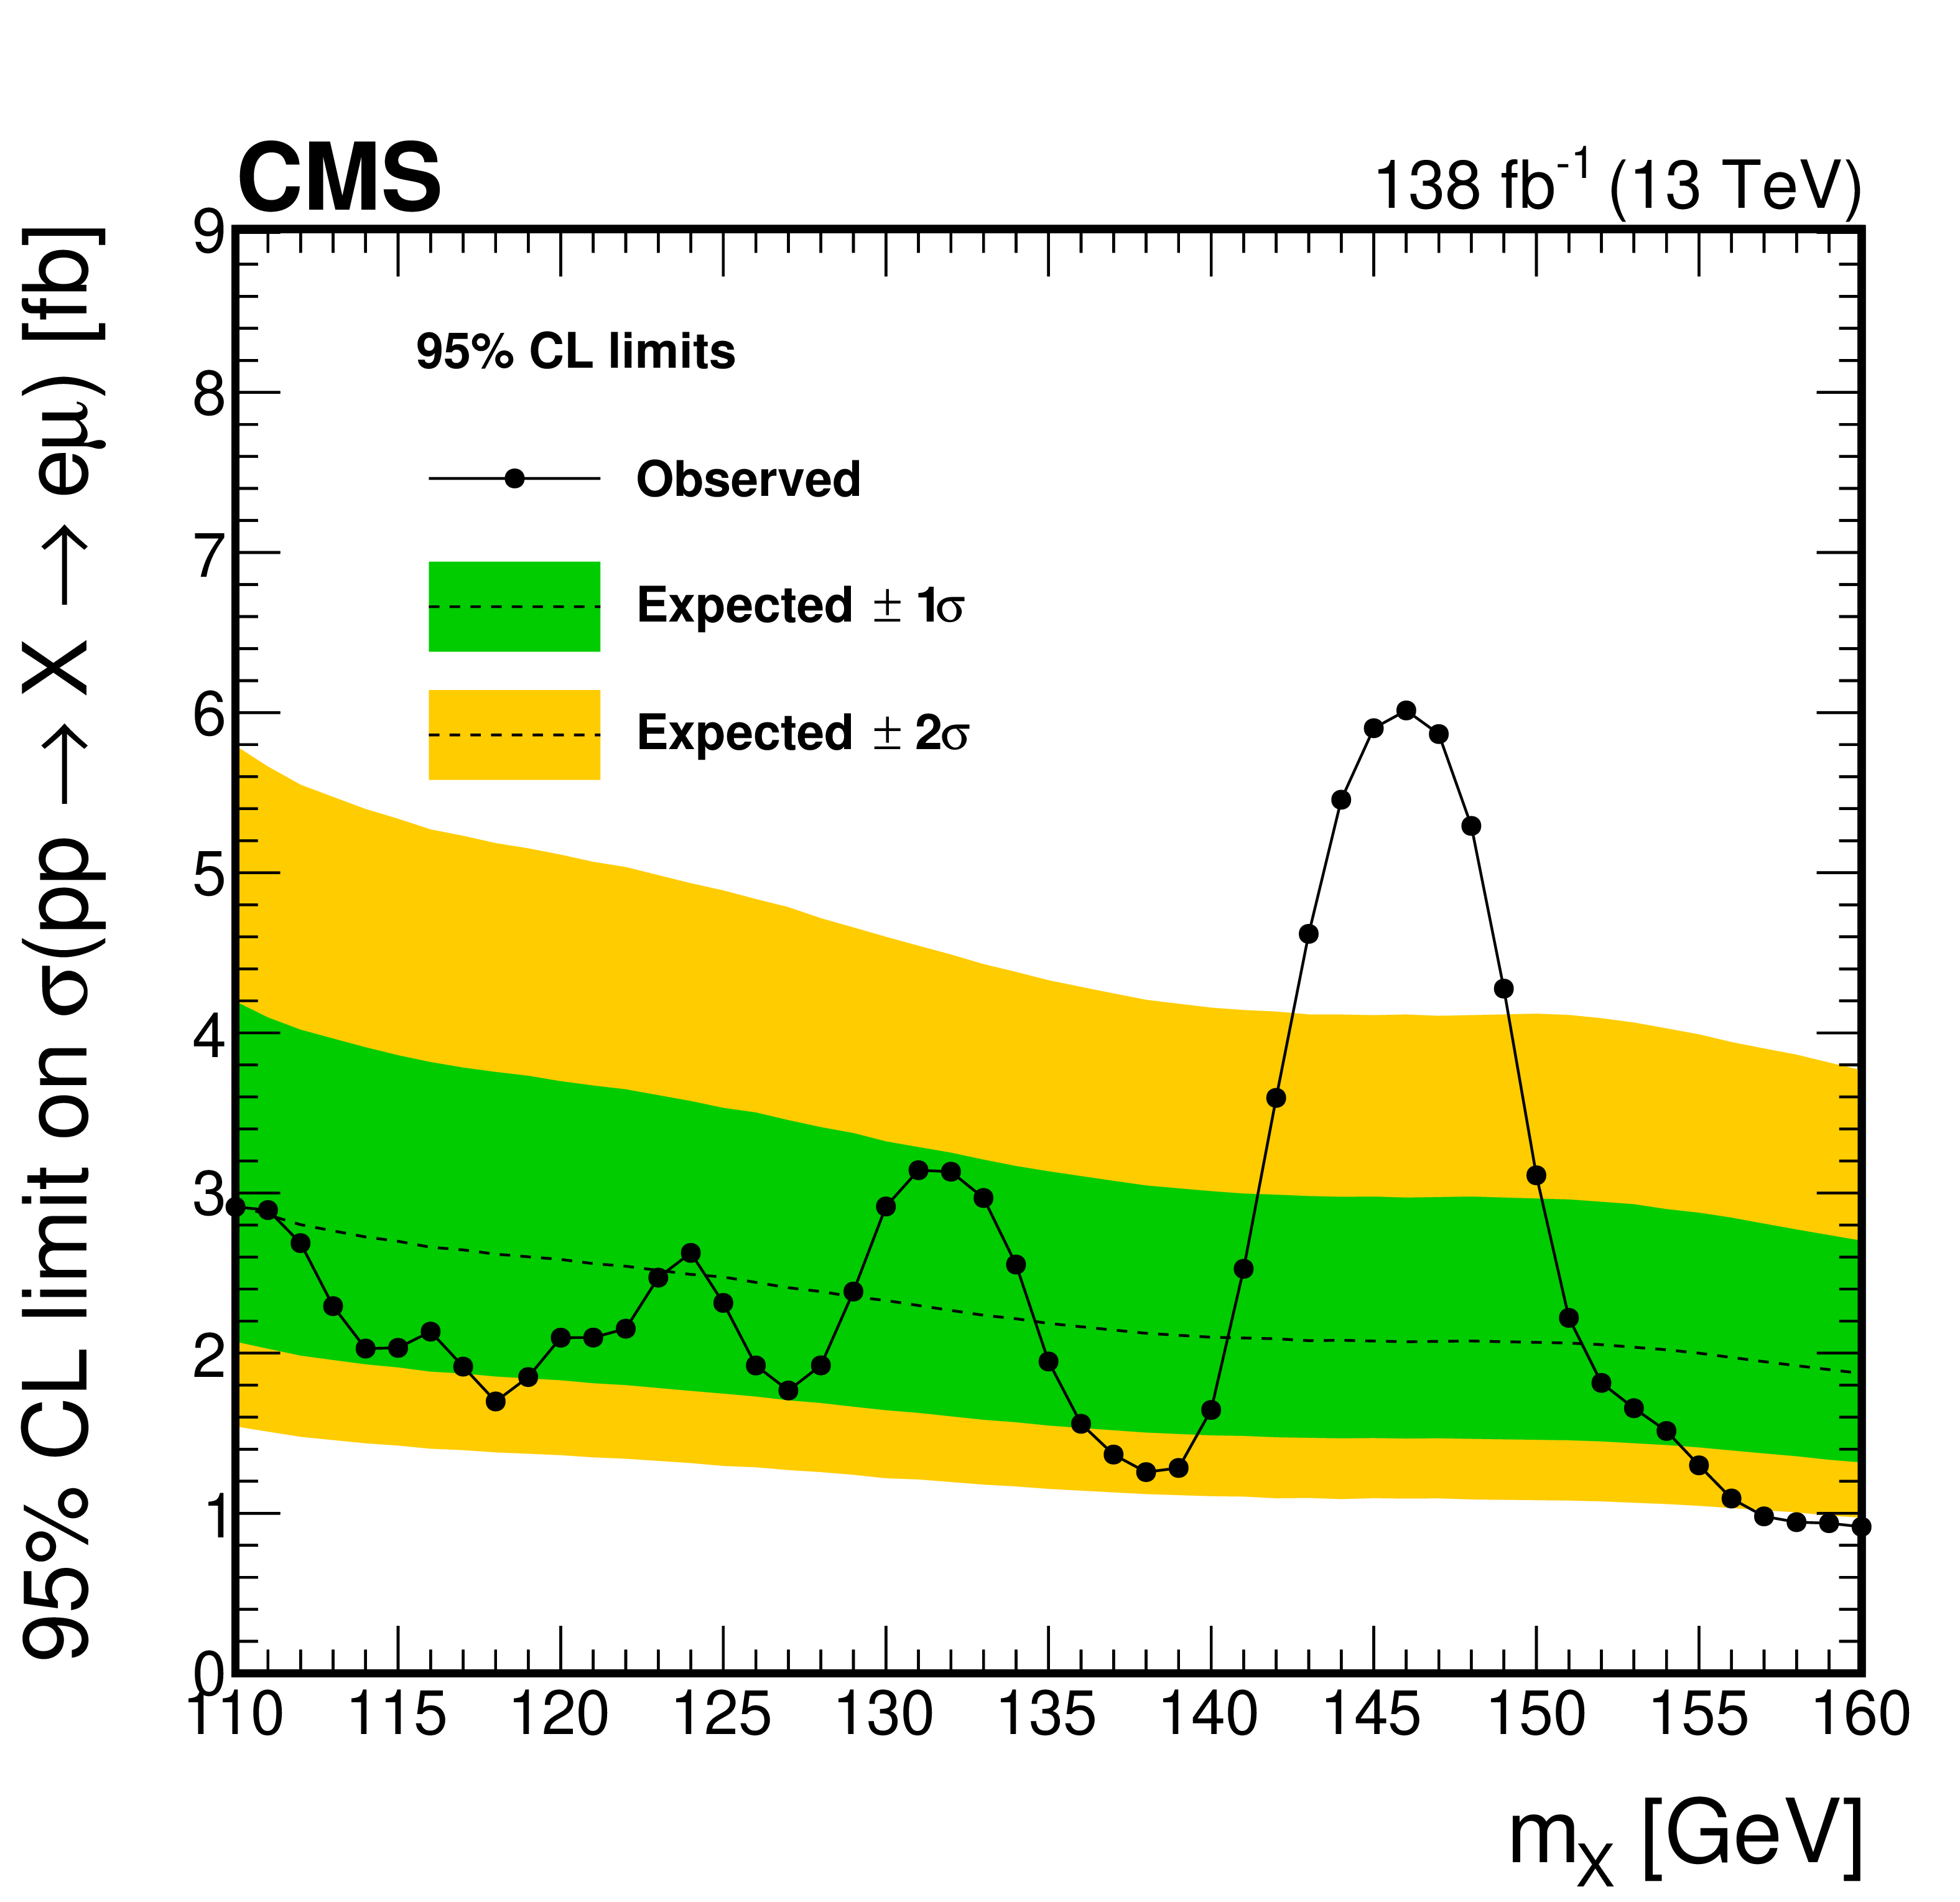 CMS
138 fb⁻¹ (13 TeV)
95% CL limit on σ(pp → X → eμ) [fb]
9
8
7
6
5
4
3
2
1
0
95% CL limits
Observed
Expected ± 1σ
Expected ± 2σ
110 115 120 125 130 135 140 145 150 155 160
m_X [GeV]